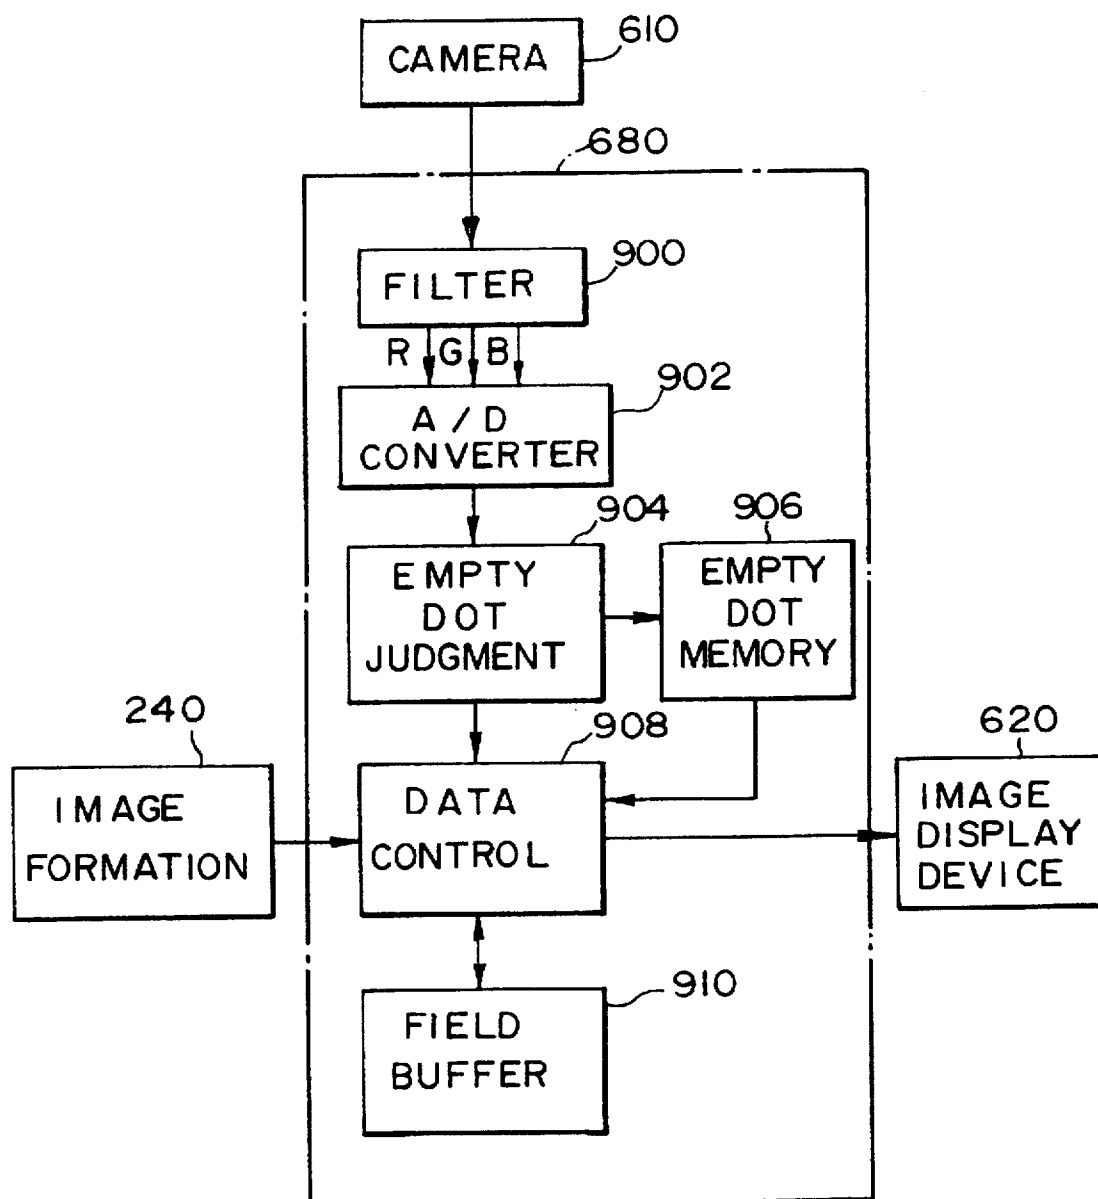 610
CAMERA
680
900
FILTER
R G B
902
A/D
CONVERTER
904
906
EMPTY
DOT
JUDGMENT
EMPTY
DOT
MEMORY
240
908
620
IMAGE
FORMATION
DATA
CONTROL
IMAGE
DISPLAY
DEVICE
910
FIELD
BUFFER